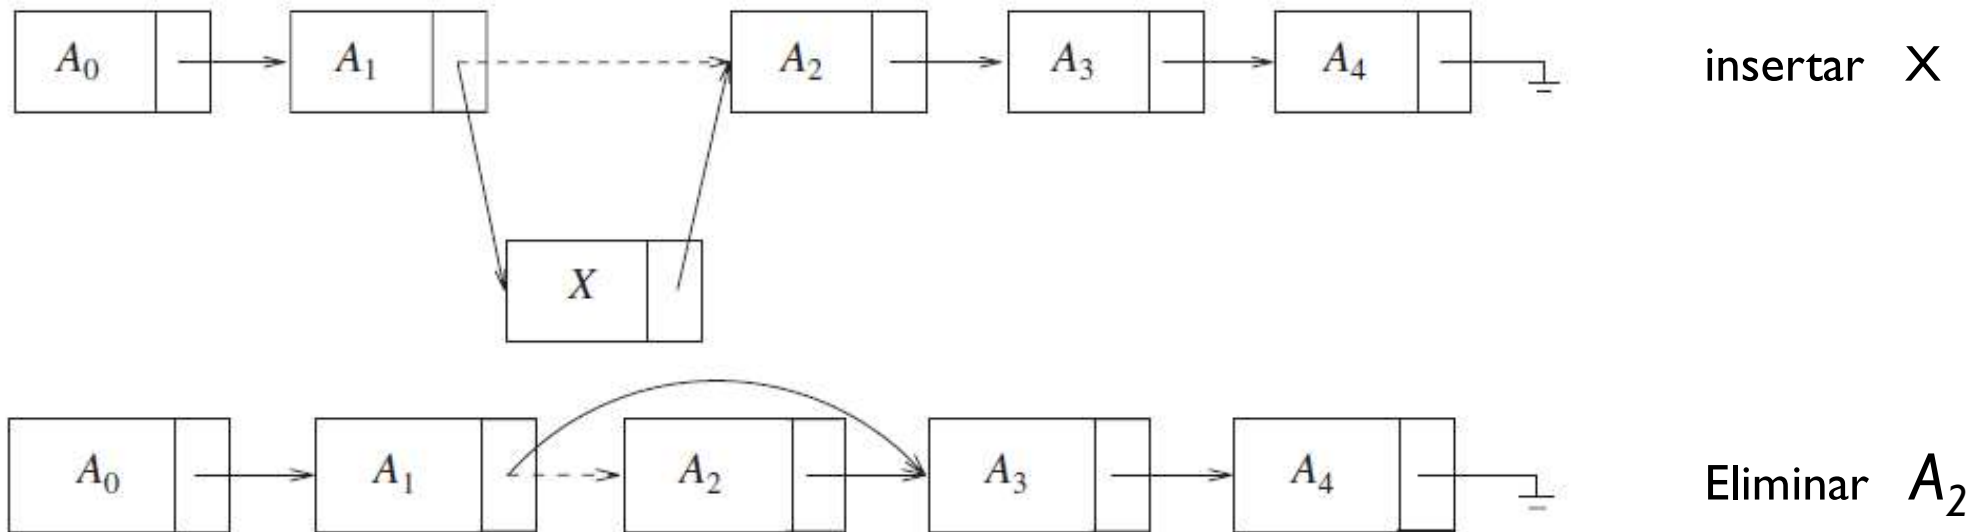 A₀ A₁ A₂ A₃ A₄ insertar X
X
A₀ A₁ A₂ A₃ A₄ Eliminar A₂